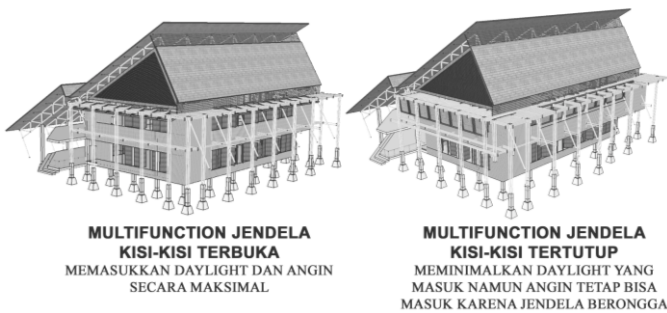 MULTIFUNCTION JENDELA
KISI-KISI TERBUKA
MEMASUKKAN DAYLIGHT DAN ANGIN
SECARA MAKSIMAL
MULTIFUNCTION JENDELA
KISI-KISI TERTUTUP
MEMINIMALKAN DAYLIGHT YANG
MASUK NAMUN ANGIN TETAP BISA
MASUK KARENA JENDELA BERONGGA